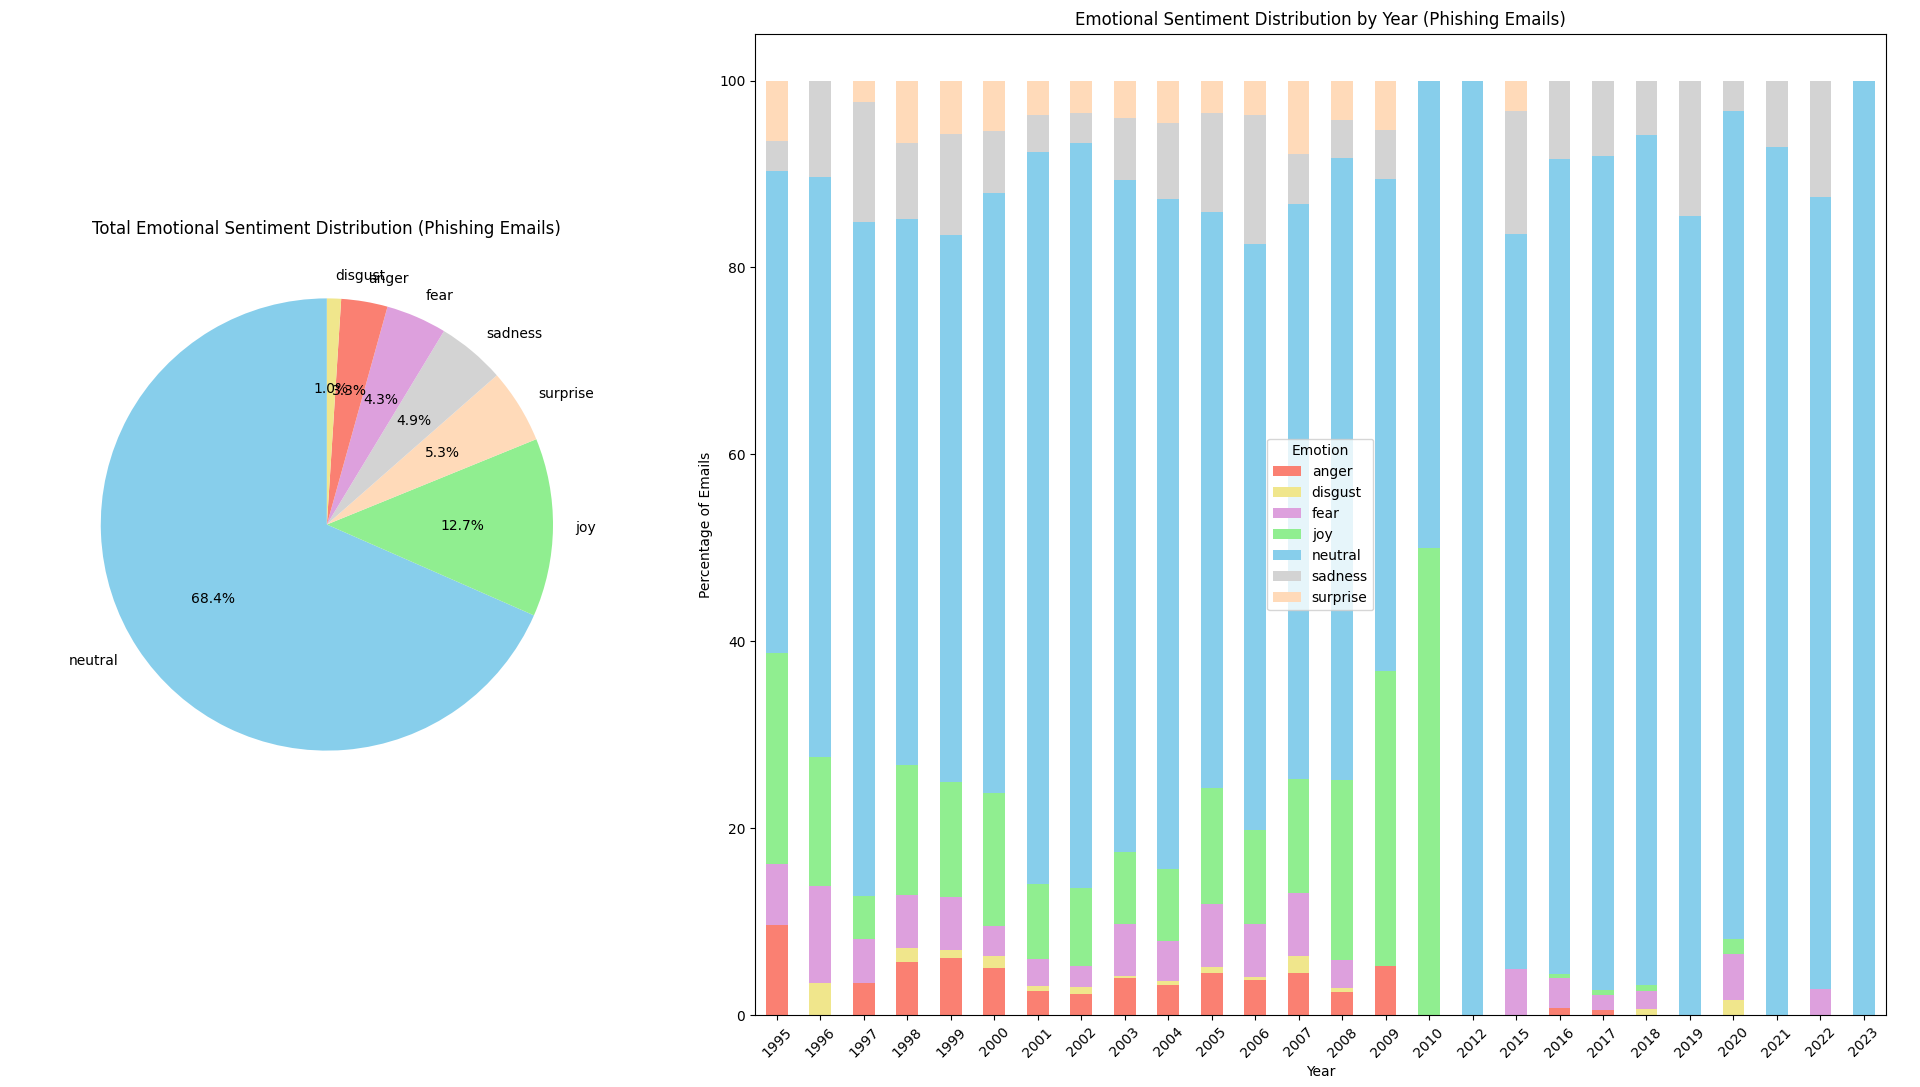 Total Emotional Sentiment Distribution (Phishing Emails)
disgust
anger
fear
sadness
surprise
joy
neutral
1.0%
3.3%
4.3%
4.9%
5.3%
12.7%
68.4%
Emotional Sentiment Distribution by Year (Phishing Emails)
Percentage of Emails
100
80
60
40
20
0
Emotion
anger
disgust
fear
joy
neutral
sadness
surprise
1995 1996 1997 1998 1999 2000 2001 2002 2003 2004 2005 2006 2007 2008 2009 2010 2012 2015 2016 2017 2018 2019 2020 2021 2022 2023
Year